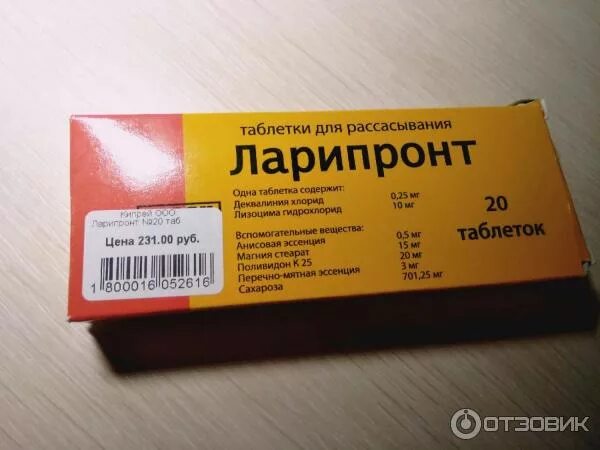 таблетки для рассасывания
Ларипронт
Одна таблетка содержит:
Деквалиния хлорид 0,25 мг
Лизоцима гидрохлорид 10 мг
Вспомогательные вещества:
Анисовая эссенция 0,5 мг
Магния стеарат 15 мг
Поливидон К 25 20 мг
Перечно-мятная эссенция 3 мг
Сахароза 701,25 мг
20
таблеток
Кипрей ООО
Ларипронт №20 таб
Цена 231.00 руб.
1 800016 052616
ОТЗОВИК